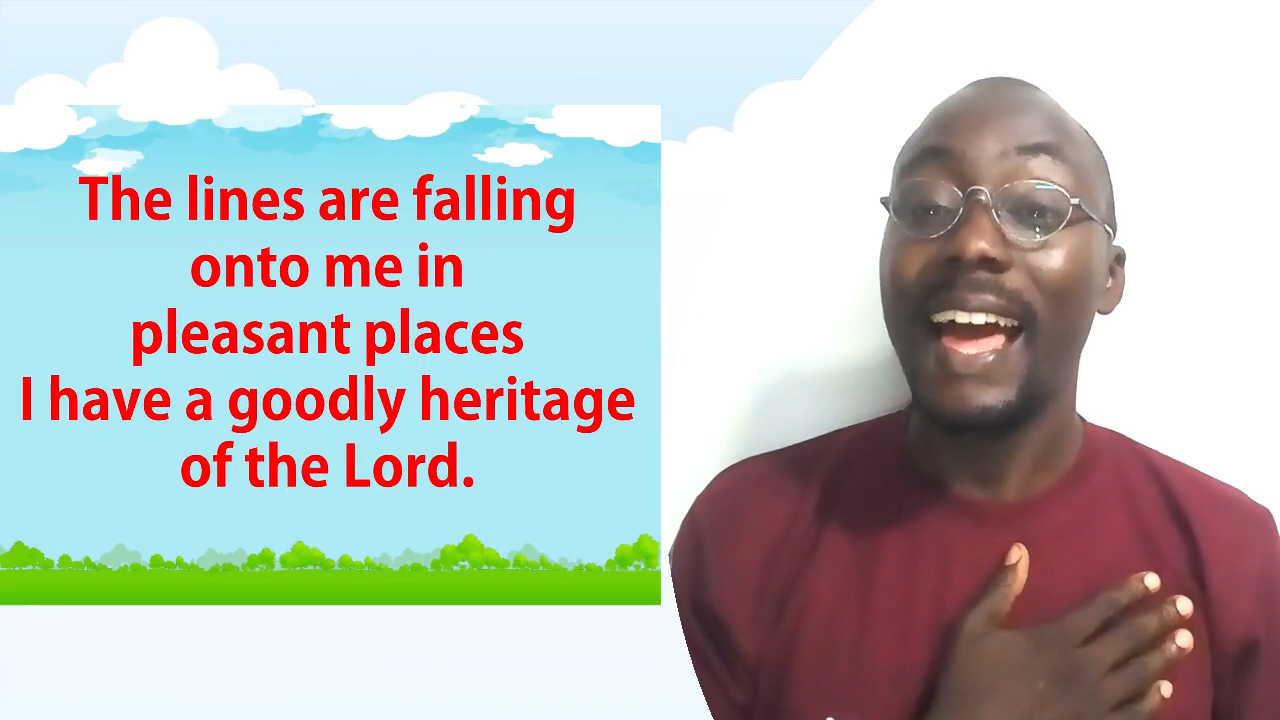 The lines are falling
onto me in
pleasant places
I have a goodly heritage
of the Lord.